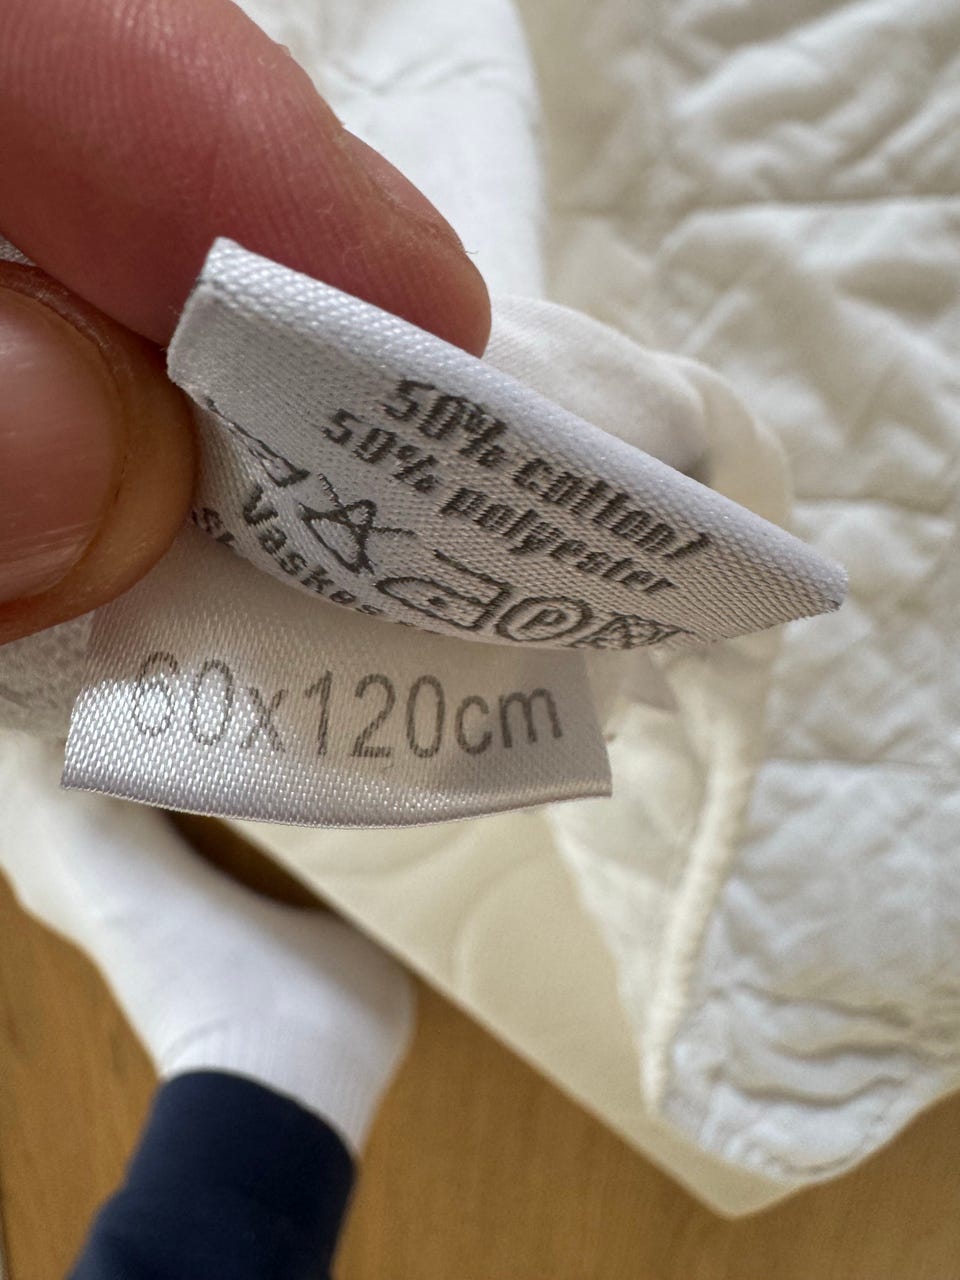 50% cotton/
50% polyester
P
Vaskes
60x120cm